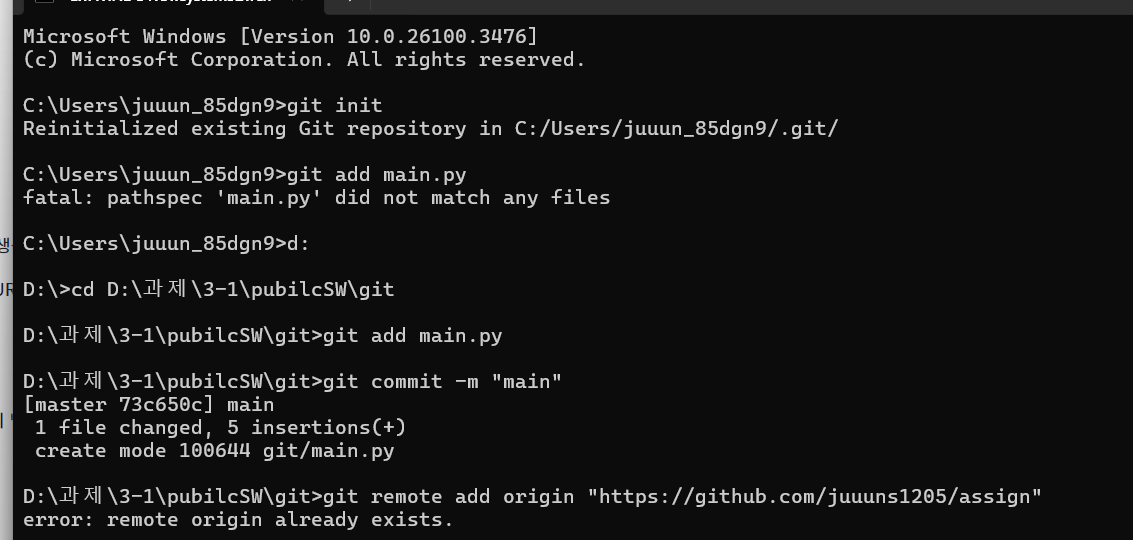 Microsoft Windows [Version 10.0.26100.3476]
(c) Microsoft Corporation. All rights reserved.
C:\Users\juuun_85dgn9>git init
Reinitialized existing Git repository in C:/Users/juuun_85dgn9/.git/
C:\Users\juuun_85dgn9>git add main.py
fatal: pathspec 'main.py' did not match any files
C:\Users\juuun_85dgn9>d:
D:\>cd D:\과제\3-1\pubilcSW\git
D:\과제\3-1\pubilcSW\git>git add main.py
D:\과제\3-1\pubilcSW\git>git commit -m "main"
[master 73c650c] main
 1 file changed, 5 insertions(+)
 create mode 100644 git/main.py
D:\과제\3-1\pubilcSW\git>git remote add origin "https://github.com/juuuns1205/assign"
error: remote origin already exists.